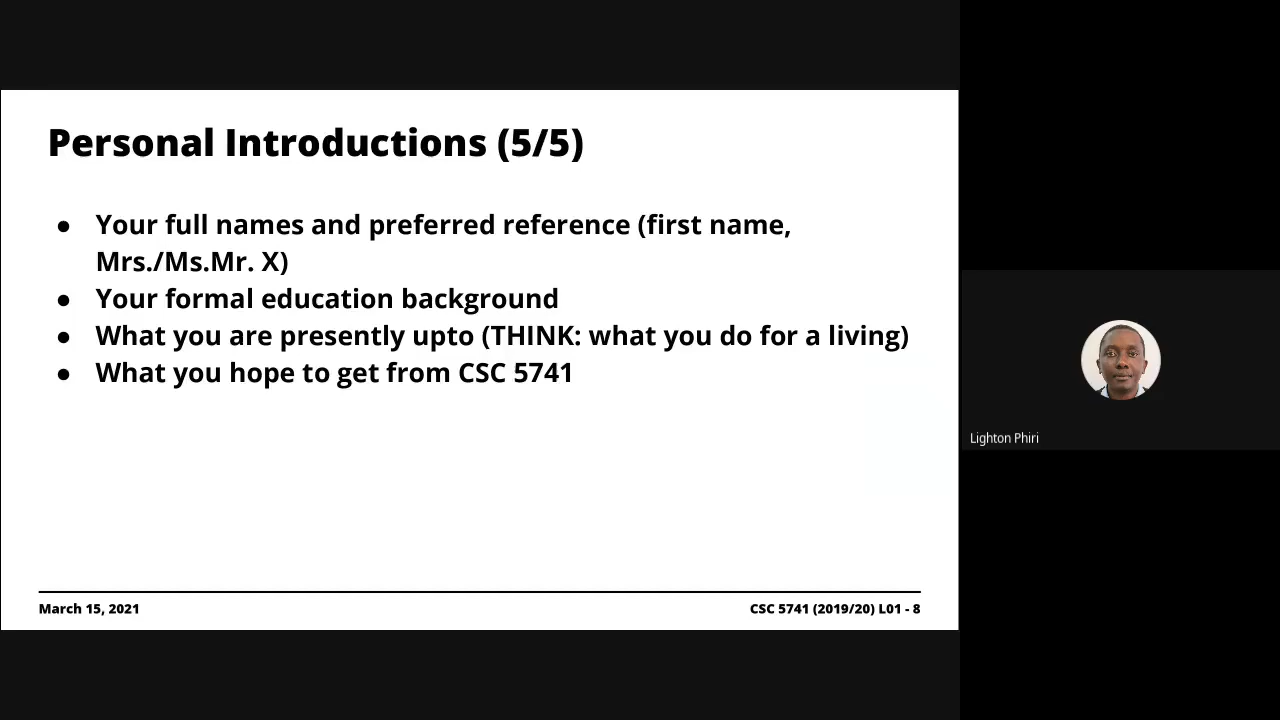 Personal Introductions (5/5)
● Your full names and preferred reference (first name,
Mrs./Ms.Mr. X)
● Your formal education background
● What you are presently upto (THINK: what you do for a living)
● What you hope to get from CSC 5741
March 15, 2021
CSC 5741 (2019/20) L01 - 8
Lighton Phiri